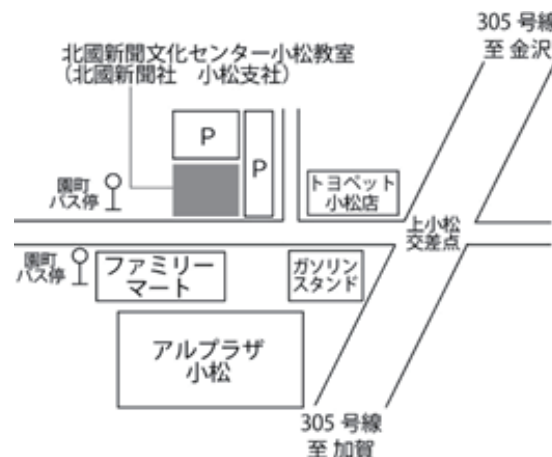 305 号線
至 金沢
北國新聞文化センター小松教室
（北國新聞社　小松支社）
P
P
園町
バス停
トヨペット
小松店
上小松
交差点
園町
バス停
ファミリー
マート
ガソリン
スタンド
アルプラザ
小松
305 号線
至 加賀